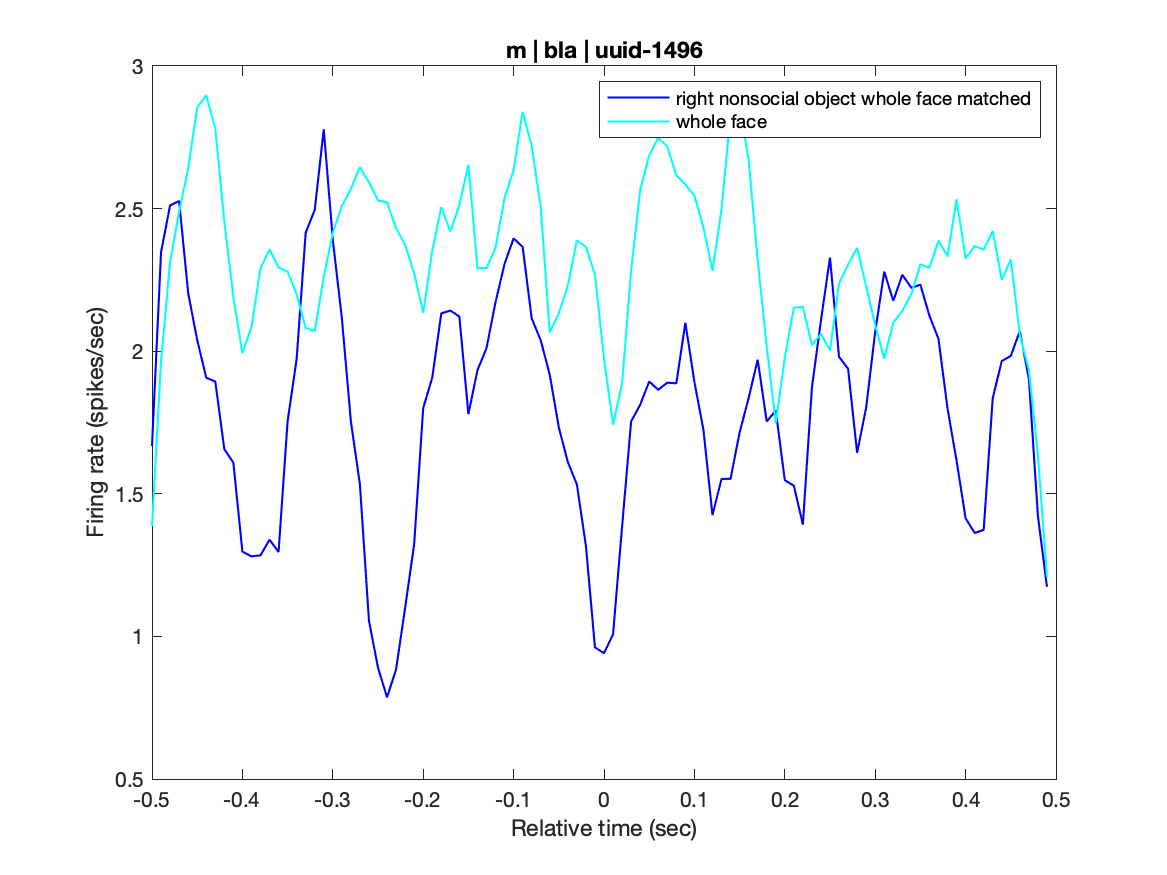 m | bla | uuid-1496
right nonsocial object whole face matched
whole face
3
2.5
2
1.5
1
0.5
Firing rate (spikes/sec)
-0.5 -0.4 -0.3 -0.2 -0.1 0 0.1 0.2 0.3 0.4 0.5
Relative time (sec)